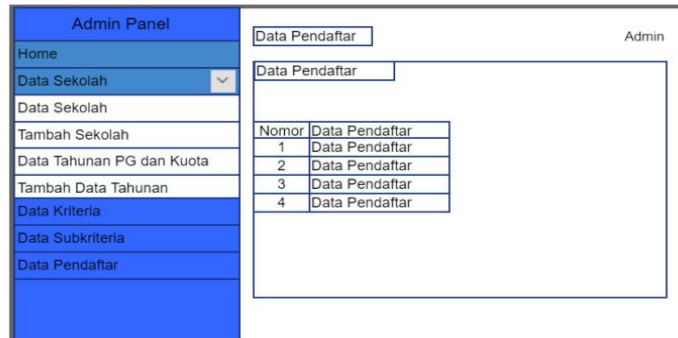 Admin Panel
Home
Data Sekolah
Data Sekolah
Tambah Sekolah
Data Tahunan PG dan Kuota
Tambah Data Tahunan
Data Kriteria
Data Subkriteria
Data Pendaftar
Data Pendaftar
Admin
Data Pendaftar
Nomor Data Pendaftar
1 Data Pendaftar
2 Data Pendaftar
3 Data Pendaftar
4 Data Pendaftar